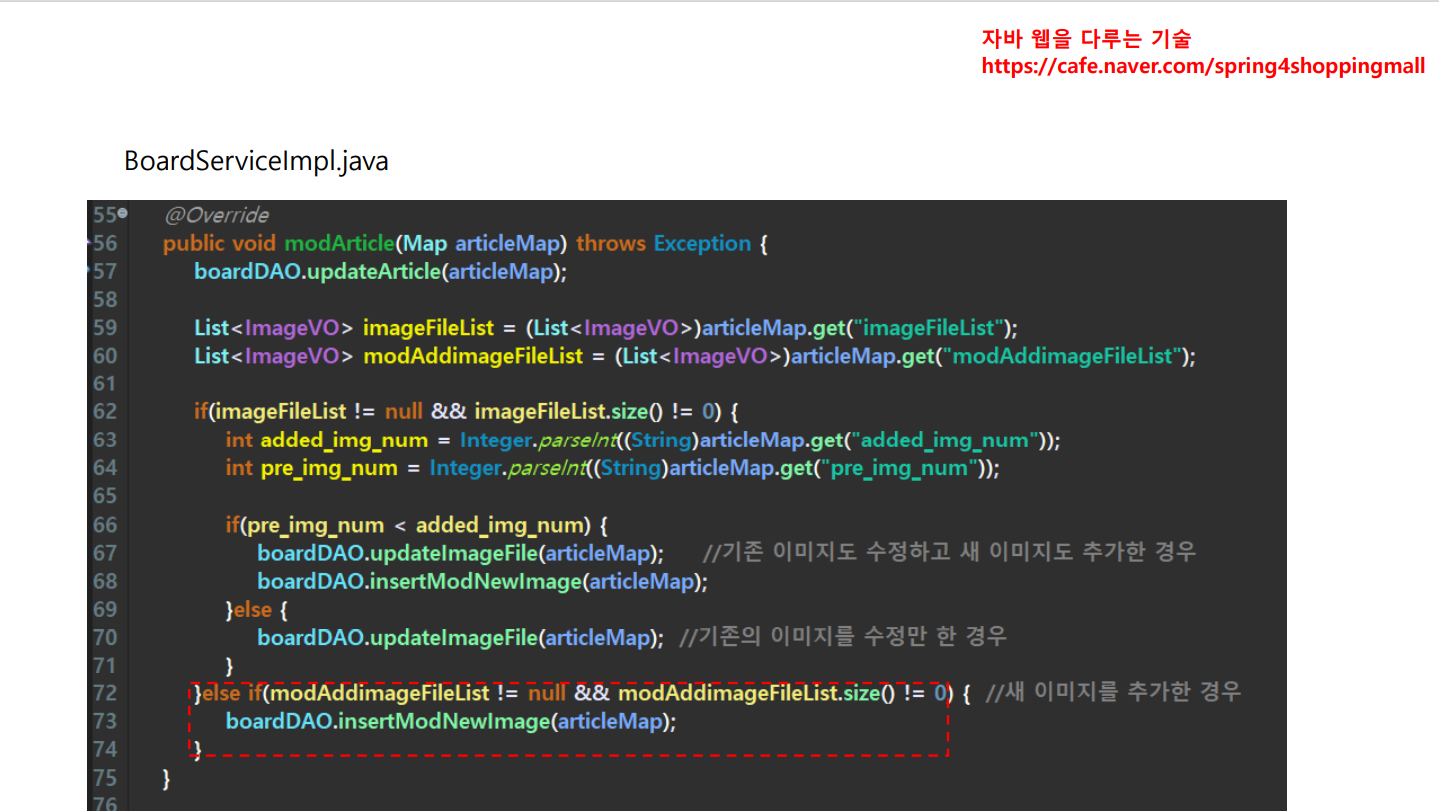 자바 웹을 다루는 기술
https://cafe.naver.com/spring4shoppingmall
BoardServiceImpl.java
55 @Override
56 public void modArticle(Map articleMap) throws Exception {
57 boardDAO.updateArticle(articleMap);
58
59 List<ImageVO> imageFileList = (List<ImageVO>)articleMap.get("imageFileList");
60 List<ImageVO> modAddimageFileList = (List<ImageVO>)articleMap.get("modAddimageFileList");
61
62 if(imageFileList != null && imageFileList.size() != 0) {
63 int added_img_num = Integer.parseInt((String)articleMap.get("added_img_num"));
64 int pre_img_num = Integer.parseInt((String)articleMap.get("pre_img_num"));
65
66 if(pre_img_num < added_img_num) {
67 boardDAO.updateImageFile(articleMap); //기존 이미지도 수정하고 새 이미지도 추가한 경우
68 boardDAO.insertModNewImage(articleMap);
69 }else {
70 boardDAO.updateImageFile(articleMap); //기존의 이미지를 수정만 한 경우
71 }
72 }else if(modAddimageFileList != null && modAddimageFileList.size() != 0) { //새 이미지를 추가한 경우
73 boardDAO.insertModNewImage(articleMap);
74 }
75 }
76